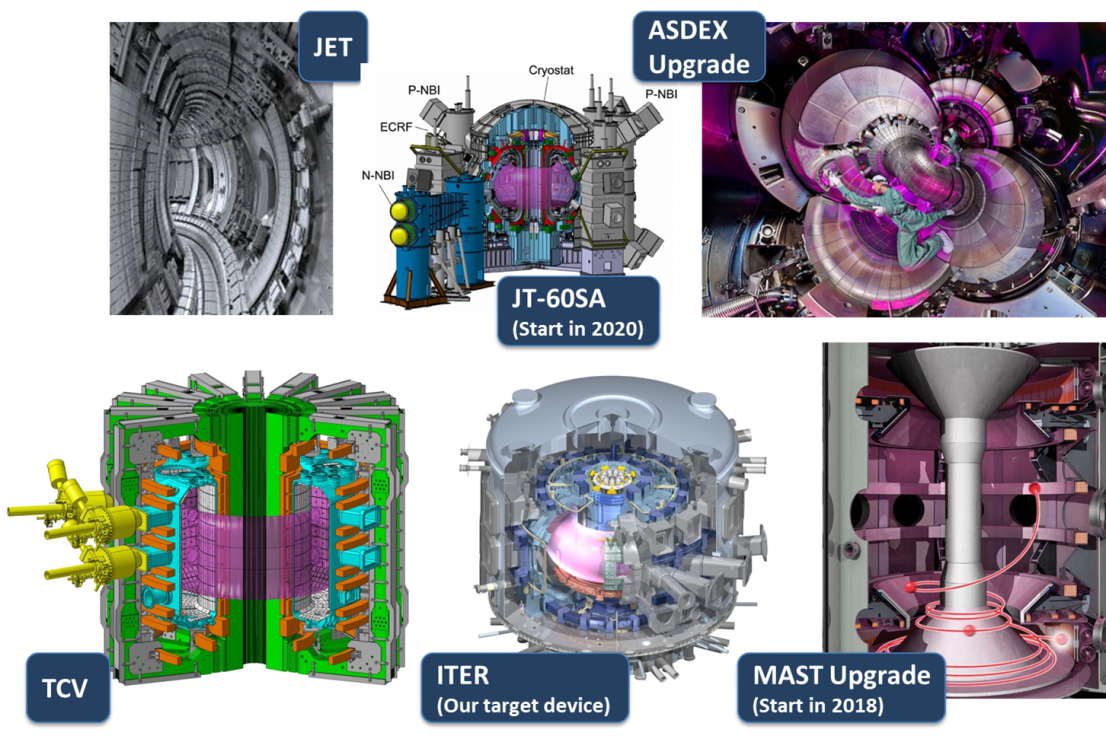 JET
ASDEX
Upgrade
Cryostat
P-NBI
P-NBI
ECRF
N-NBI
JT-60SA
(Start in 2020)
TCV
ITER
(Our target device)
MAST Upgrade
(Start in 2018)